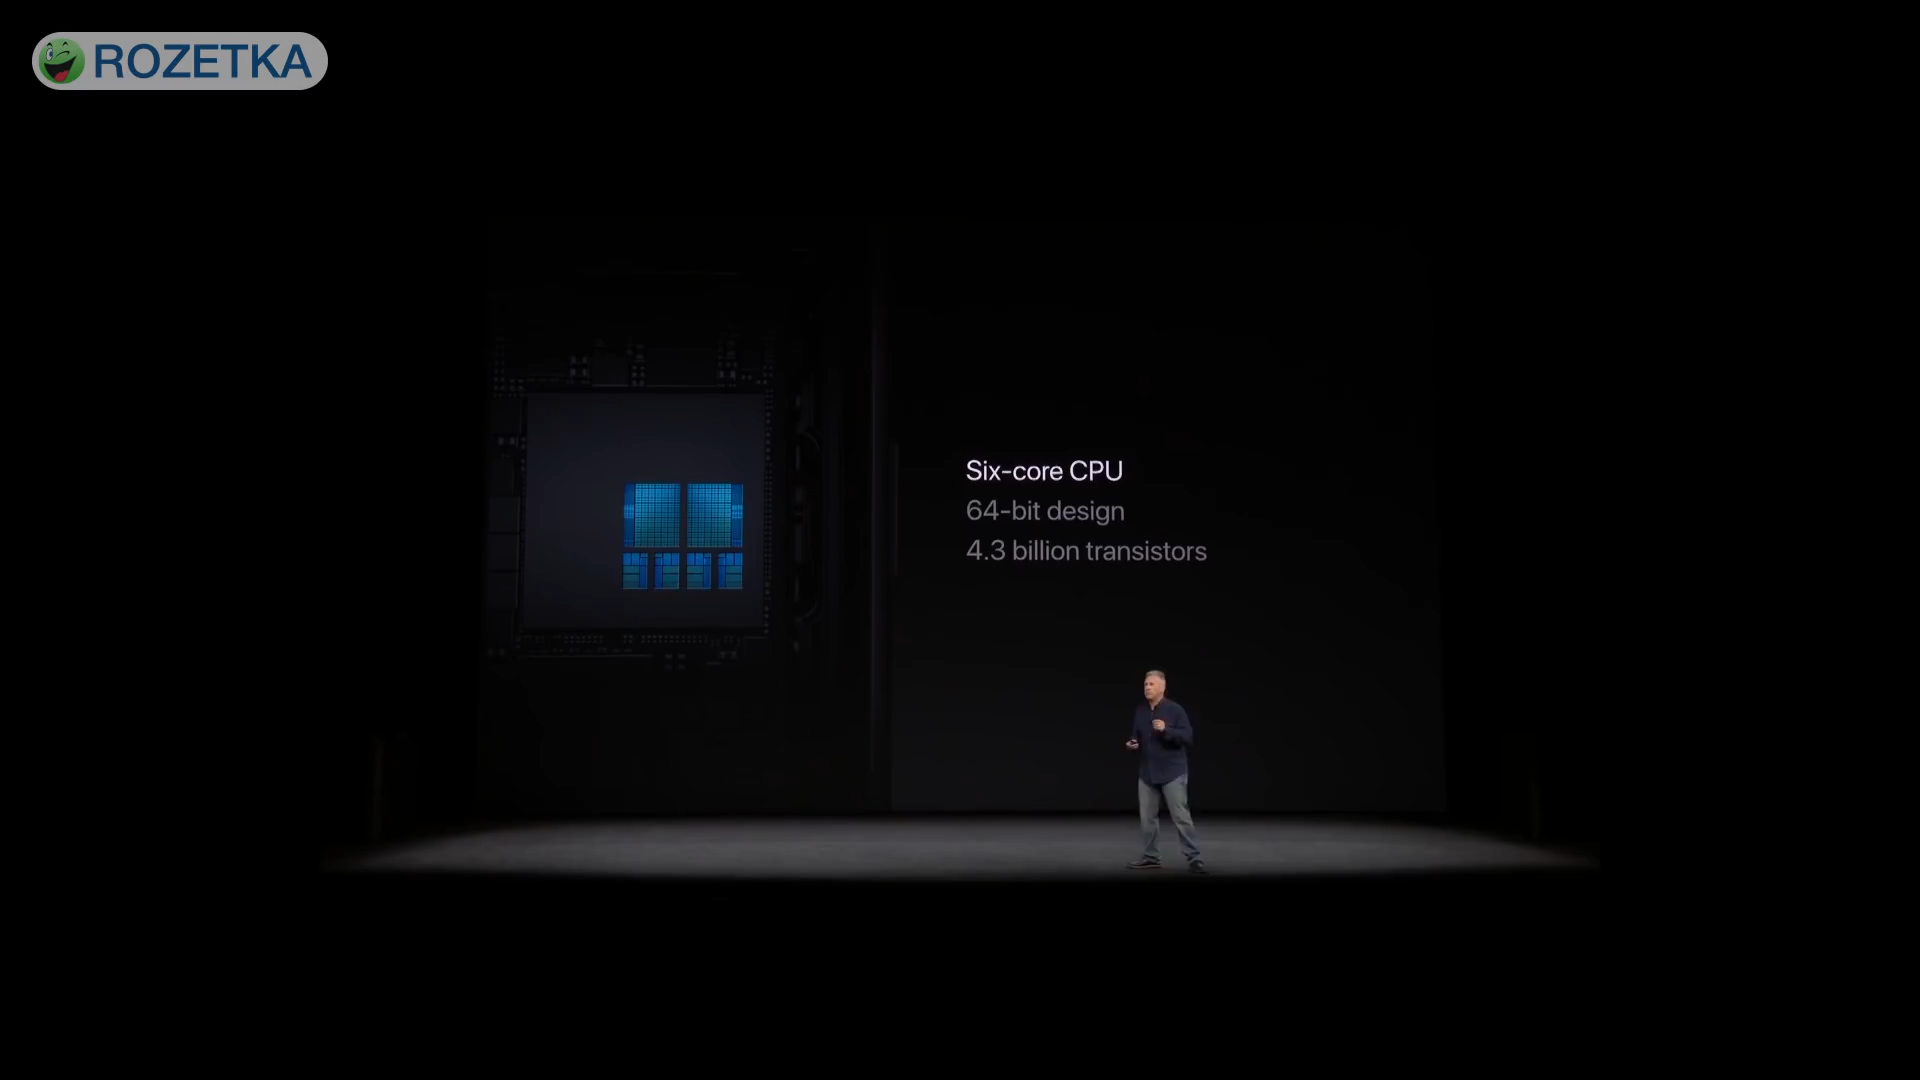 ROZETKA
Six-core CPU
64-bit design
4.3 billion transistors